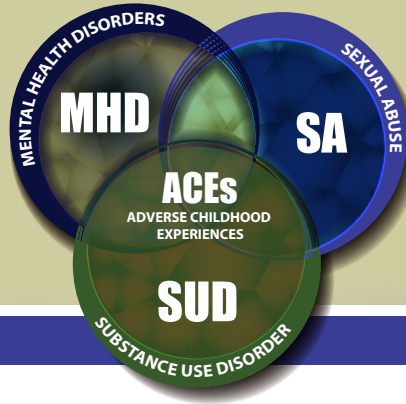 MENTAL HEALTH DISORDERS
SEXUAL ABUSE
MHD
SA
ACEs
ADVERSE CHILDHOOD
EXPERIENCES
SUD
SUBSTANCE USE DISORDER